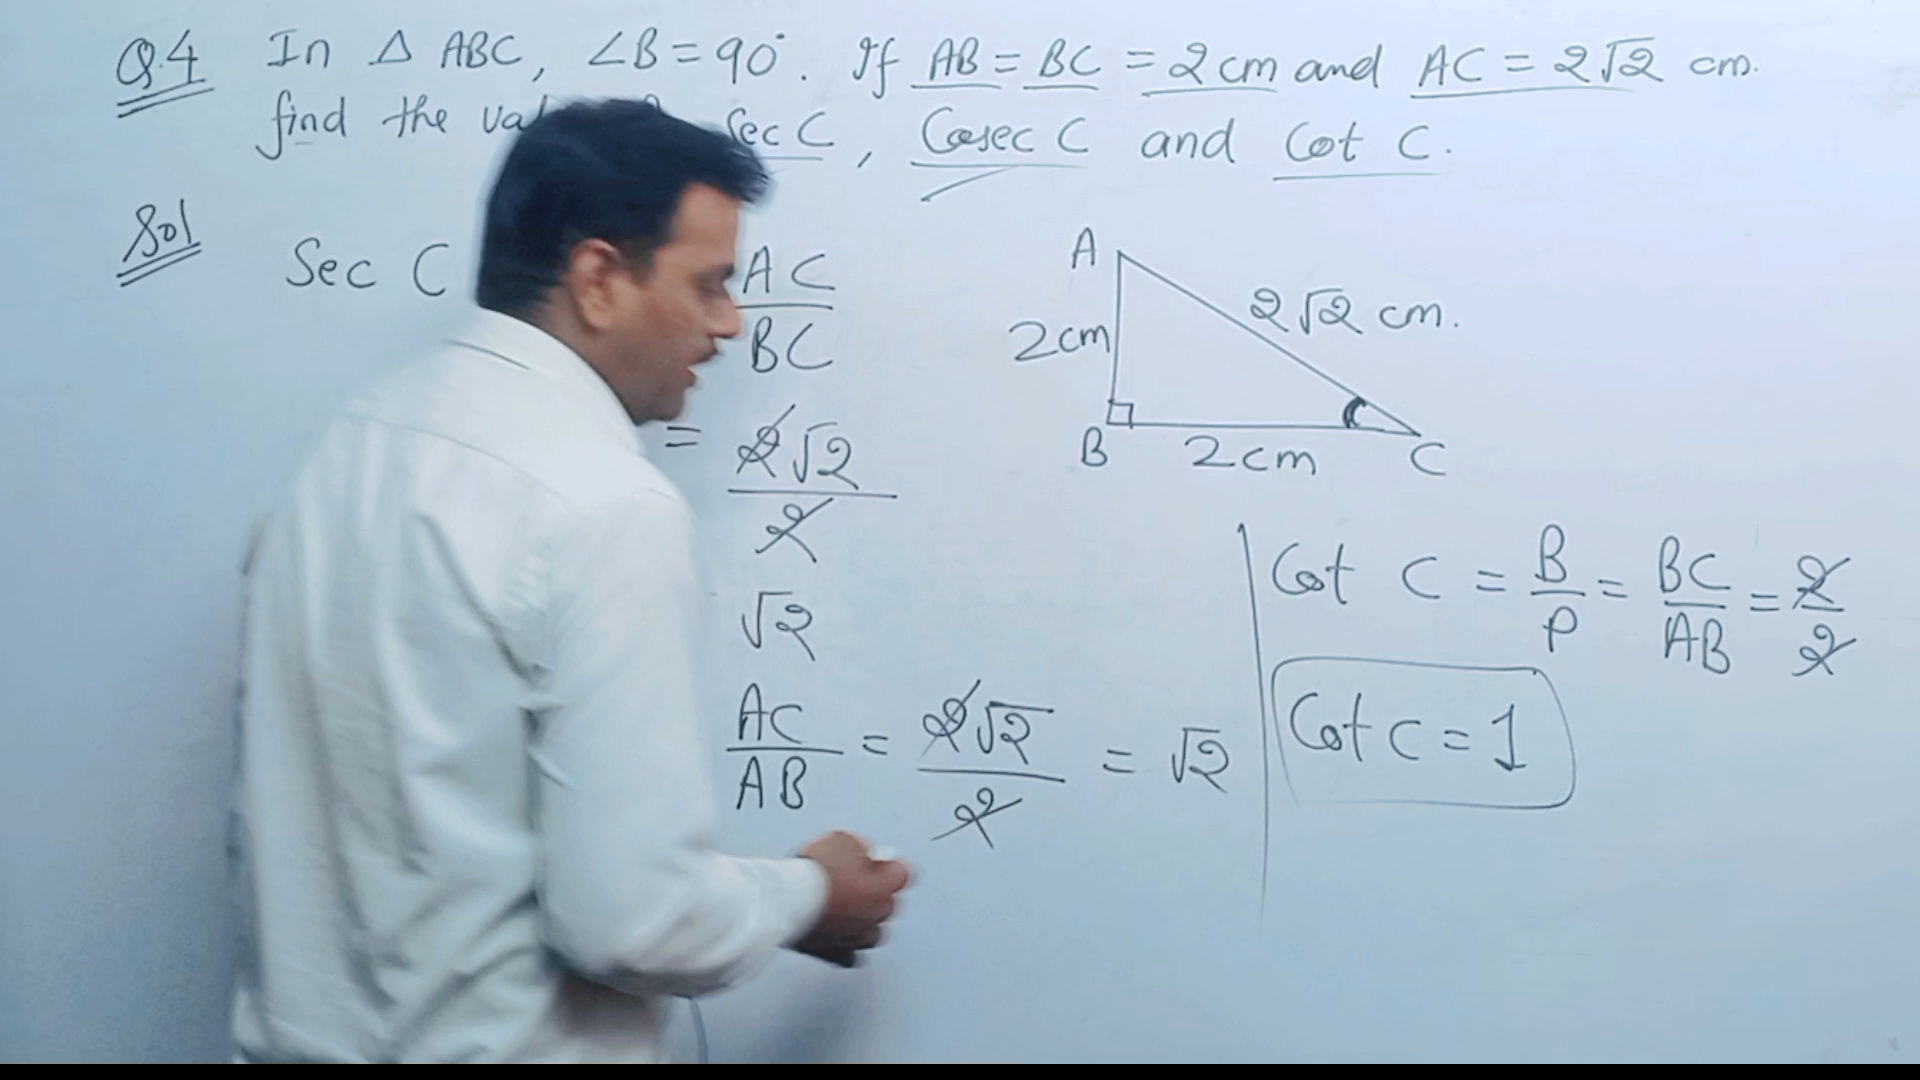 Q.4 In △ ABC, ∠B = 90°. If AB = BC = 2 cm and AC = 2√2 cm.
find the sec C, Cosec C and Cot C.
Sol
Sec C AC/BC
= 2√2/2
√2
AC/AB = 2√2/2 = √2
A
2√2 cm.
2cm
B 2cm C
Cot C = B/P = BC/AB = 2/2
Cot C = 1